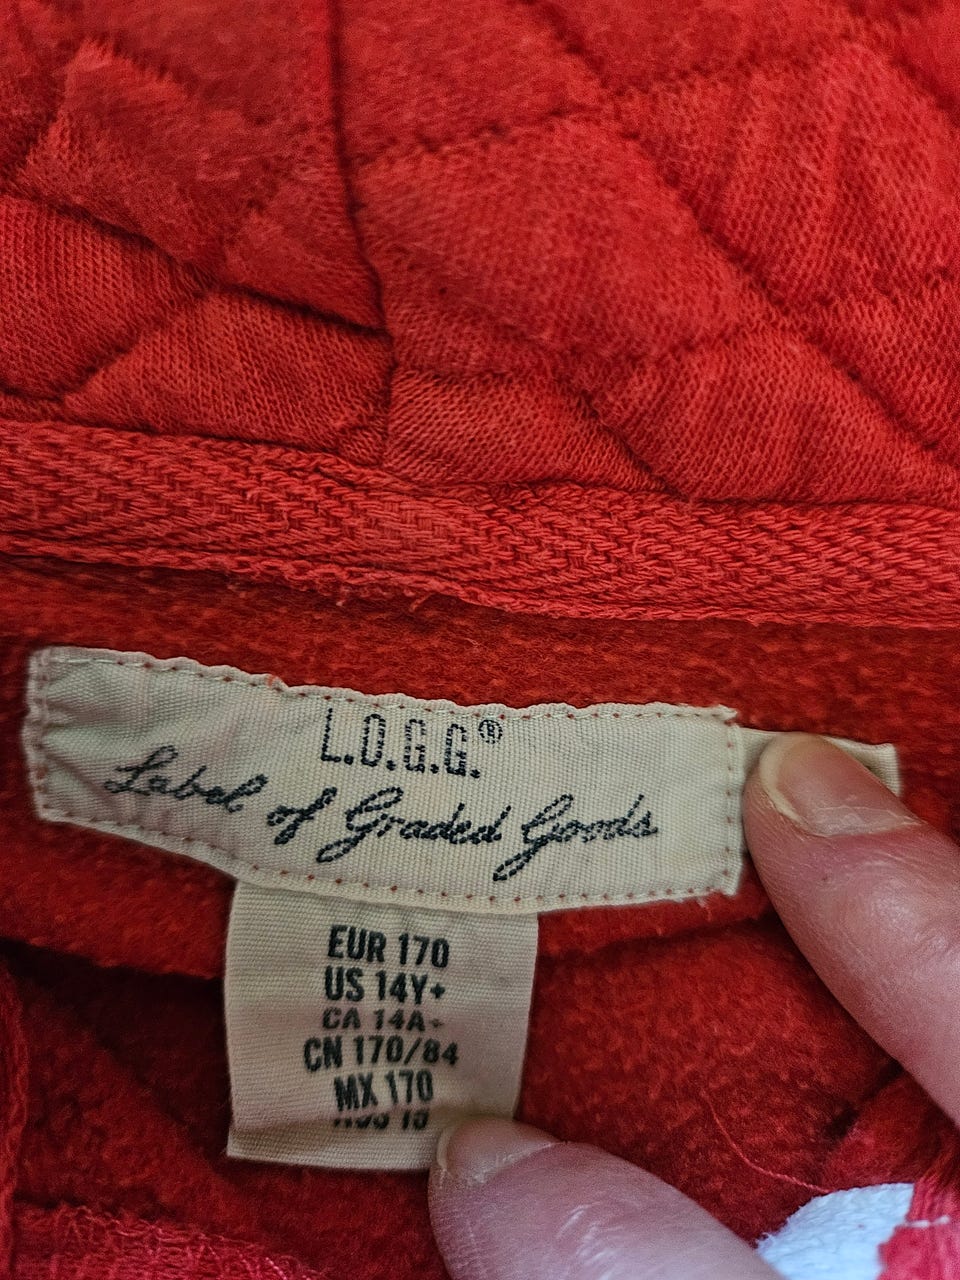 L.O.G.G.®
Label of Graded Goods
EUR 170
US 14Y+
CA 14A+
CN 170/84
MX 170